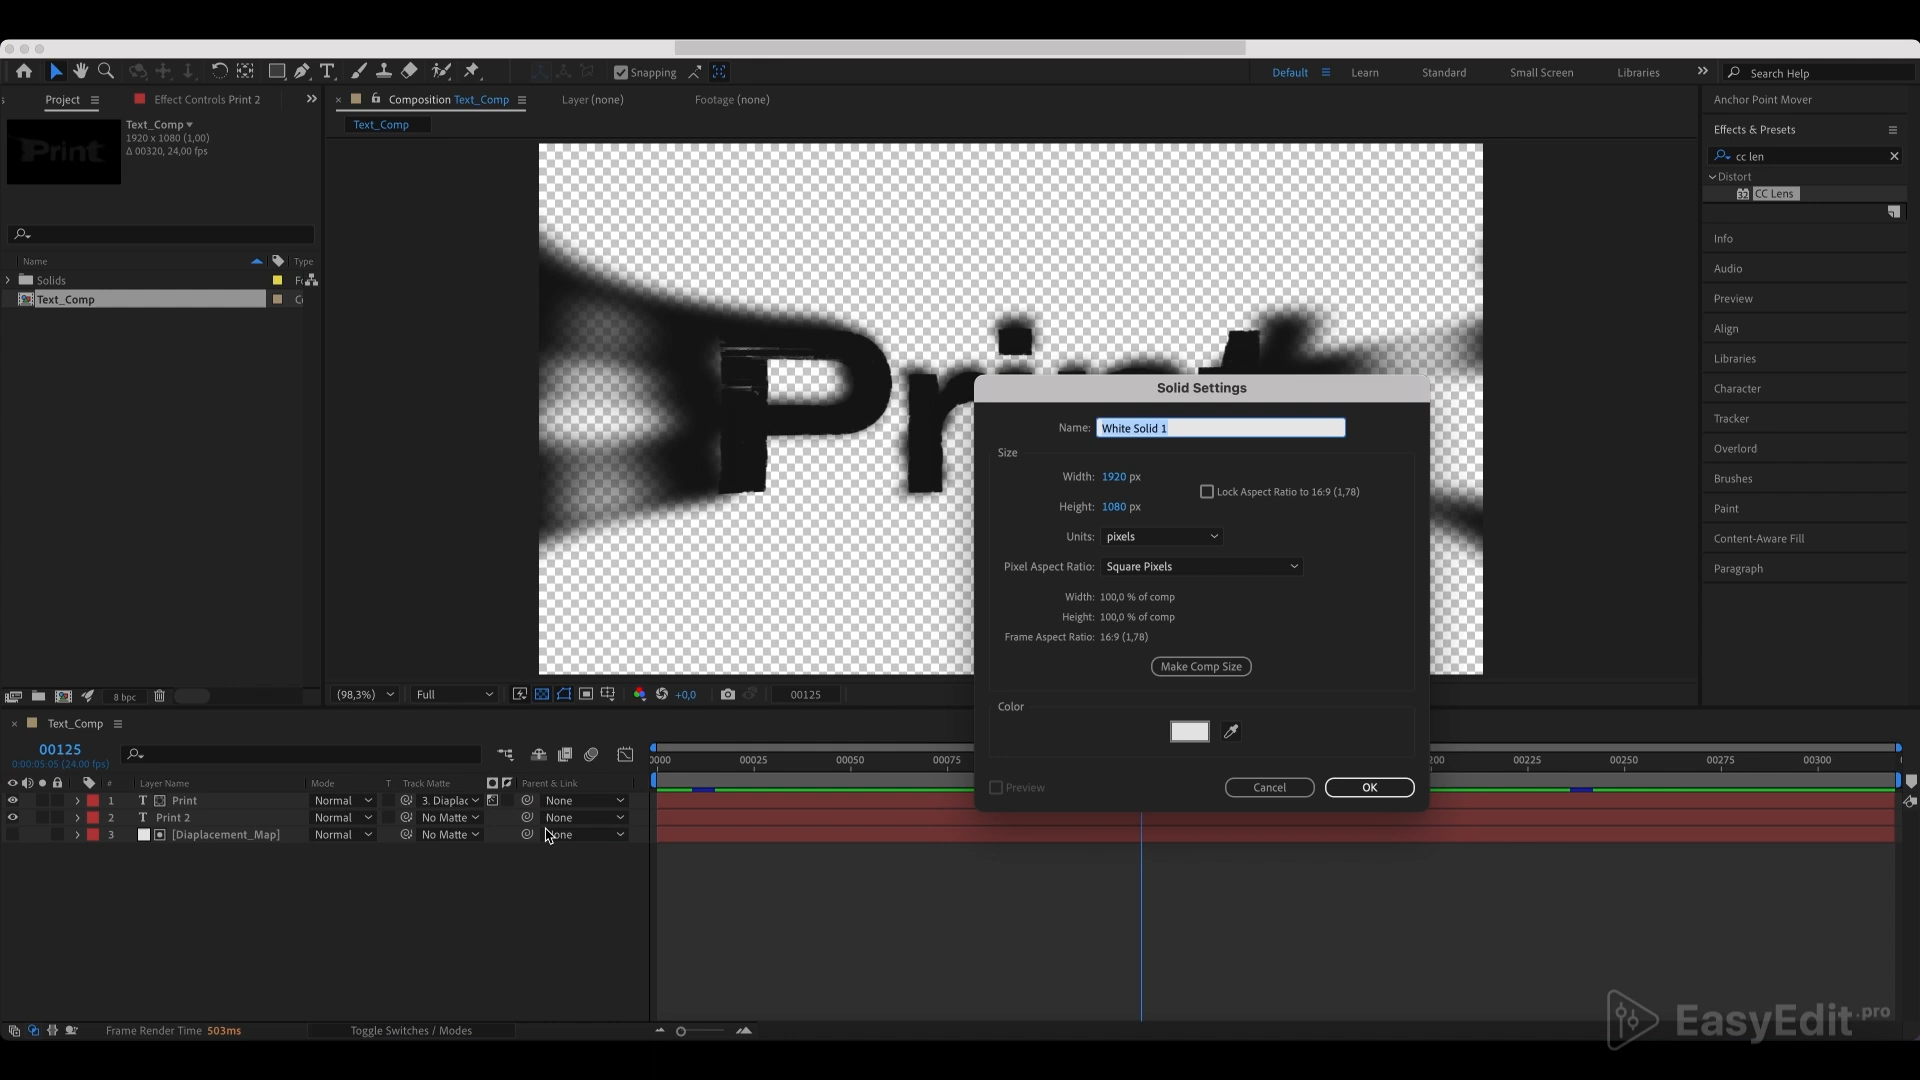 Snapping
Default
Learn
Standard
Small Screen
Libraries
Search Help
Project
Effect Controls Print 2
Composition Text_Comp
Layer (none)
Footage (none)
Anchor Point Mover
Text_Comp
Text_Comp
1920 x 1080 (1,00)
Δ 00320, 24,00 fps
Print
Effects & Presets
cc len
Distort
32
CC Lens
Name
Type
Solids
Text_Comp
Info
Audio
Preview
Align
Libraries
Character
Tracker
Overlord
Brushes
Paint
Content-Aware Fill
Paragraph
Solid Settings
Name: White Solid 1
Size
Width: 1920 px
Lock Aspect Ratio to 16:9 (1,78)
Height: 1080 px
Units: pixels
Pixel Aspect Ratio: Square Pixels
Width: 100,0 % of comp
Height: 100,0 % of comp
Frame Aspect Ratio: 16:9 (1,78)
Make Comp Size
Color
Preview
Cancel
OK
8 bpc
(98,3%)
Full
+0,0
00125
Text_Comp
00125
0:00:05:05 (24.00 fps)
0000
00025
00050
00075
200
00225
00250
00275
00300
# Layer Name
Mode
T Track Matte
Parent & Link
1 T Print Normal 3. Displac None
2 T Print 2 Normal No Matte None
3 [Diaplacement_Map] Normal No Matte None
Frame Render Time 503ms
Toggle Switches / Modes
EasyEdit.pro